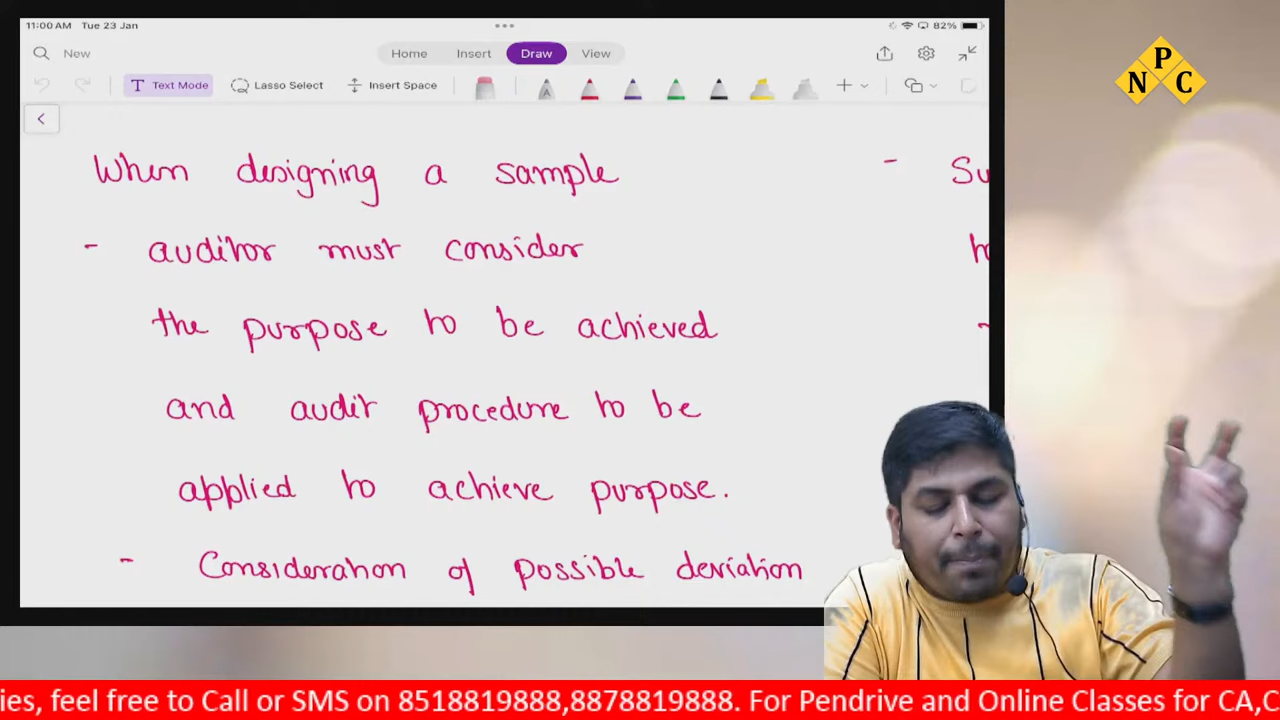 11:00 AM Tue 23 Jan
82%
New
Home Insert Draw View
Text Mode
Lasso Select
Insert Space
When designing a sample
- auditor must consider
the purpose to be achieved
and audit procedure to be
applied to achieve purpose.
- Consideration of possible deviation
- Su
-
N P C
ies, feel free to Call or SMS on 8518819888,8878819888. For Pendrive and Online Classes for CA,C